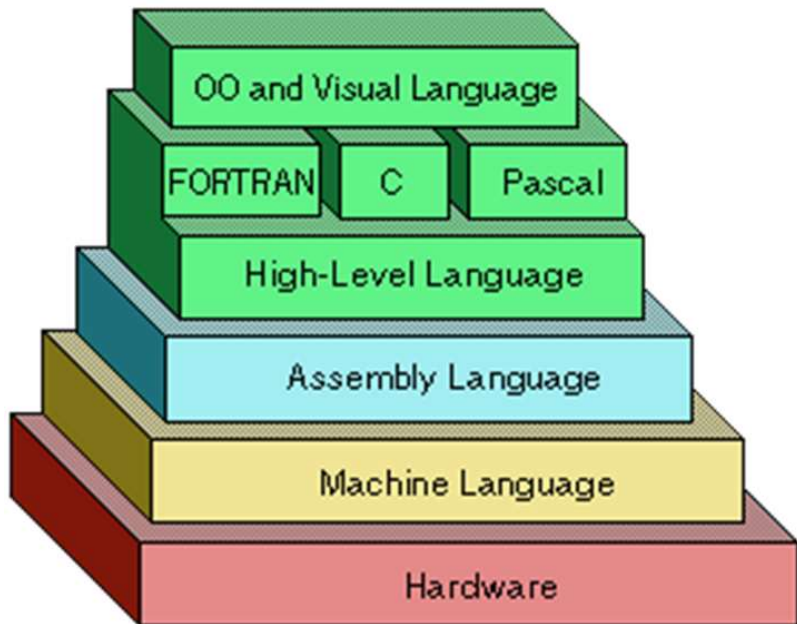 OO and Visual Language
FORTRAN C Pascal
High-Level Language
Assembly Language
Machine Language
Hardware